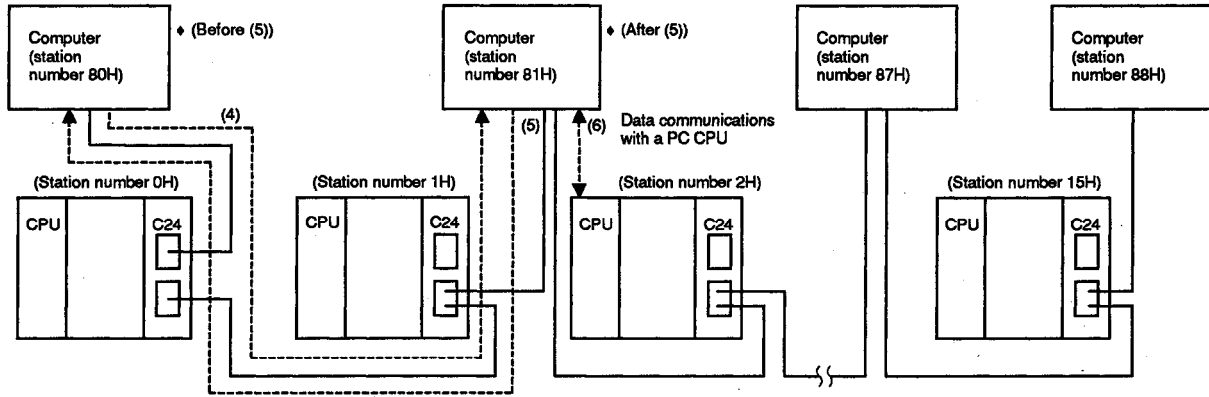 Computer
(station
number 80H)
♦ (Before (5))
Computer
(station
number 81H)
♦ (After (5))
Computer
(station
number 87H)
Computer
(station
number 88H)
(4)
(5)
(6)
Data communications
with a PC CPU
(Station number 0H)
(Station number 1H)
(Station number 2H)
(Station number 15H)
CPU
C24
CPU
C24
CPU
C24
CPU
C24